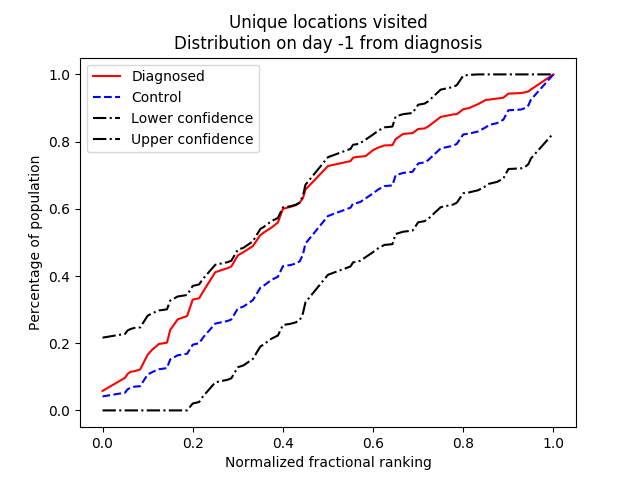 Unique locations visited
Distribution on day -1 from diagnosis
Diagnosed
Control
Lower confidence
Upper confidence
Percentage of population
1.0
0.8
0.6
0.4
0.2
0.0
0.0 0.2 0.4 0.6 0.8 1.0
Normalized fractional ranking